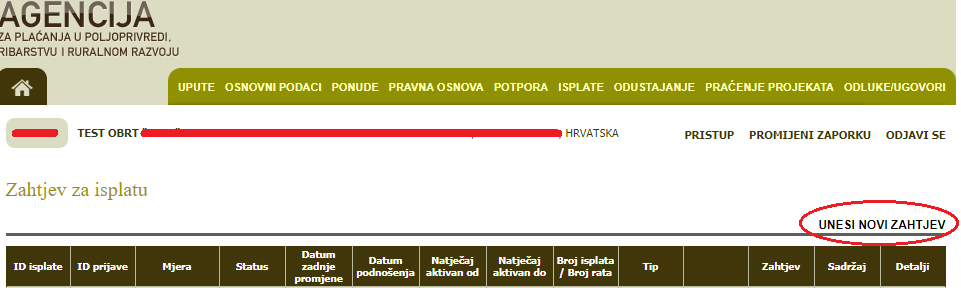 AGENCIJA
ZA PLAĆANJA U POLJOPRIVREDI,
RIBARSTVU I RURALNOM RAZVOJU
UPUTE OSNOVNI PODACI PONUDE PRAVNA OSNOVA POTPORA ISPLATE ODUSTAJANJE PRAĆENJE PROJEKATA ODLUKE/UGOVORI
TEST OBRT HRVATSKA PRISTUP PROMIJENI ZAPORKU ODJAVI SE
Zahtjev za isplatu
UNESI NOVI ZAHTJEV
ID isplate ID prijave Mjera Status Datum zadnje promjene Datum podnošenja Natječaj aktivan od Natječaj aktivan do Broj isplata / Broj rata Tip Zahtjev Sadržaj Detalji